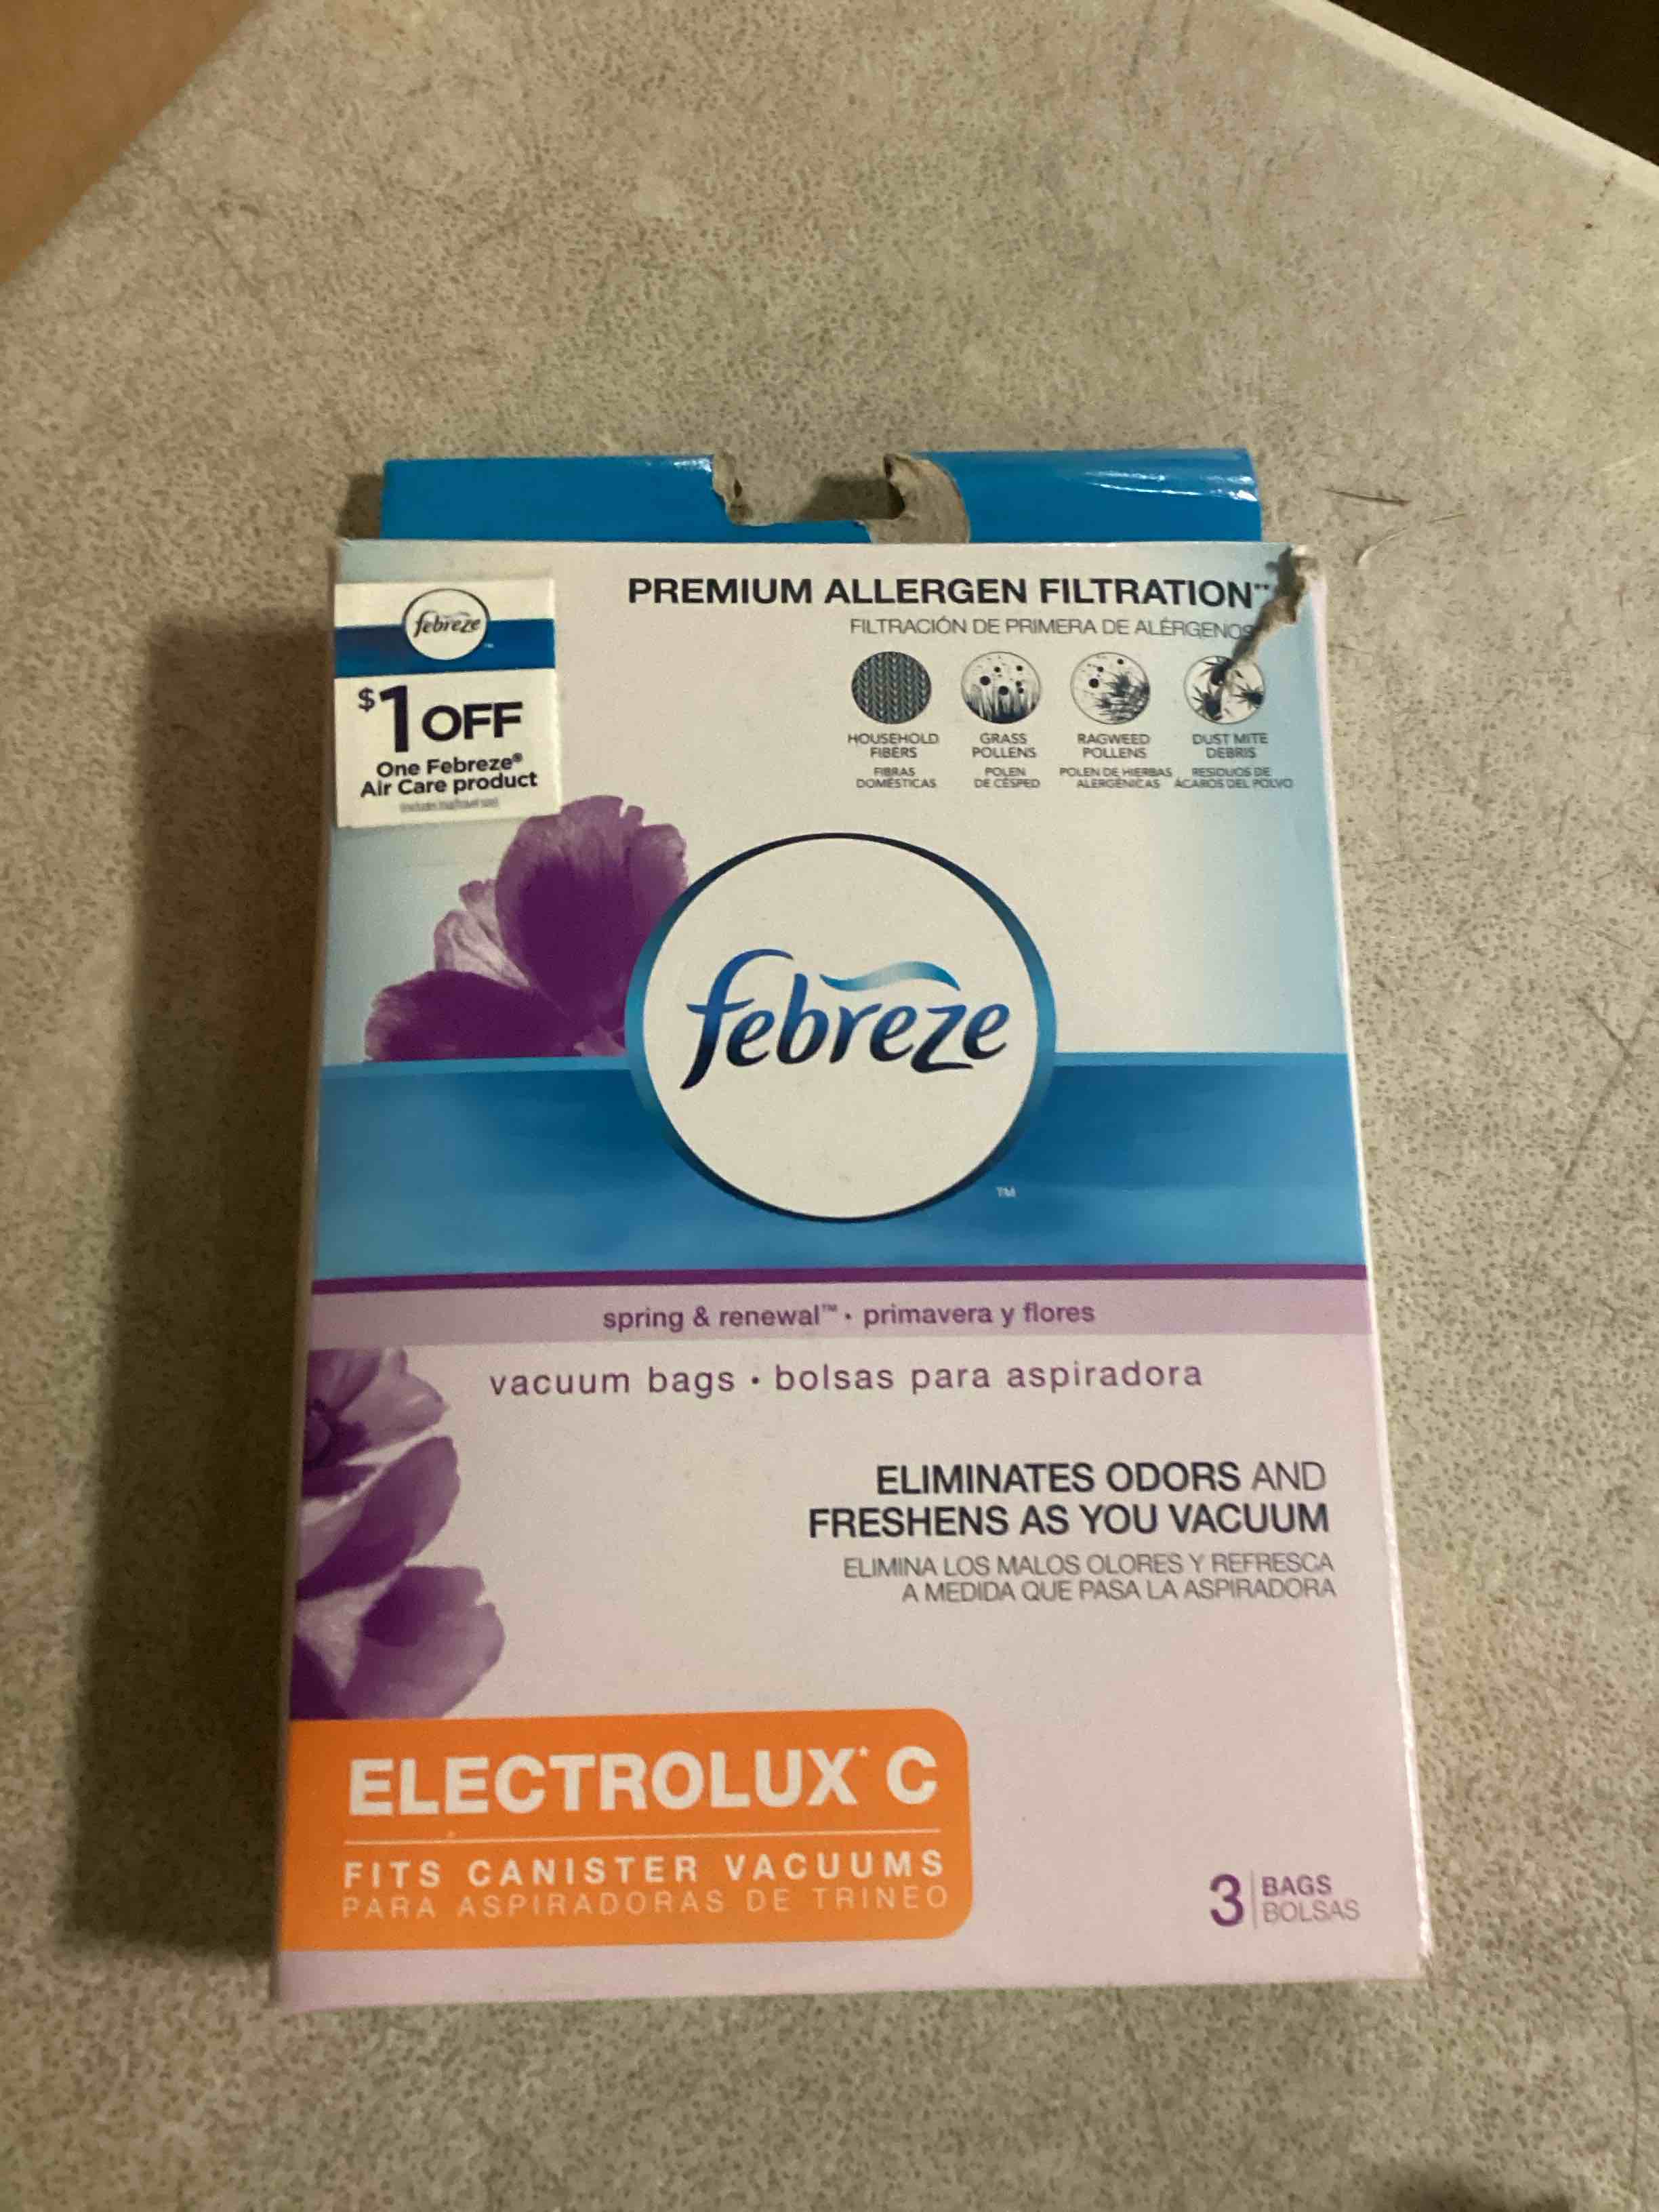 PREMIUM ALLERGEN FILTRATION**
FILTRACIÓN DE PRIMERA DE ALÉRGENOS
febreze™
$1 OFF
One Febreze®
Air Care product
HOUSEHOLD
FIBERS
FIBRAS
DOMÉSTICAS
GRASS
POLLENS
POLEN
DE CÉSPED
RAGWEED
POLLENS
POLEN DE HIERBAS
ALERGÉNICAS
DUST MITE
DEBRIS
RESIDUOS DE
ÁCAROS DEL POLVO
febreze
TM
spring & renewal™ • primavera y flores
vacuum bags • bolsas para aspiradora
ELIMINATES ODORS AND
FRESHENS AS YOU VACUUM
ELIMINA LOS MALOS OLORES Y REFRESCA
A MEDIDA QUE PASA LA ASPIRADORA
ELECTROLUX* C
FITS CANISTER VACUUMS
PARA ASPIRADORAS DE TRINEO
3 BAGS
BOLSAS